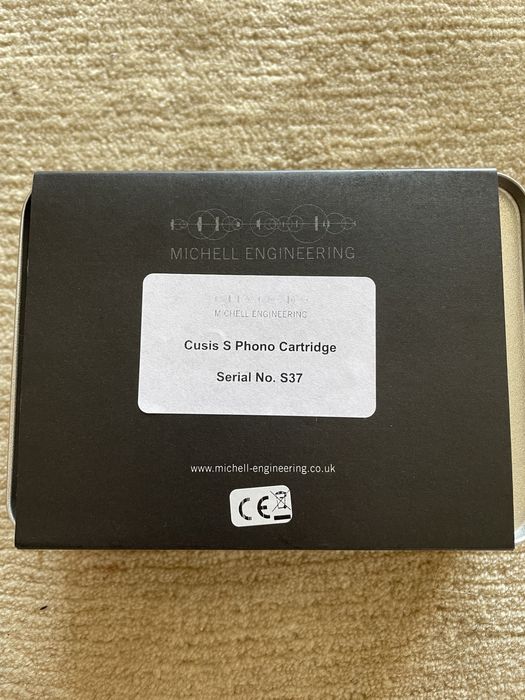 MICHELL ENGINEERING
MICHELL ENGINEERING
Cusis S Phono Cartridge
Serial No. S37
www.michell-engineering.co.uk
CE